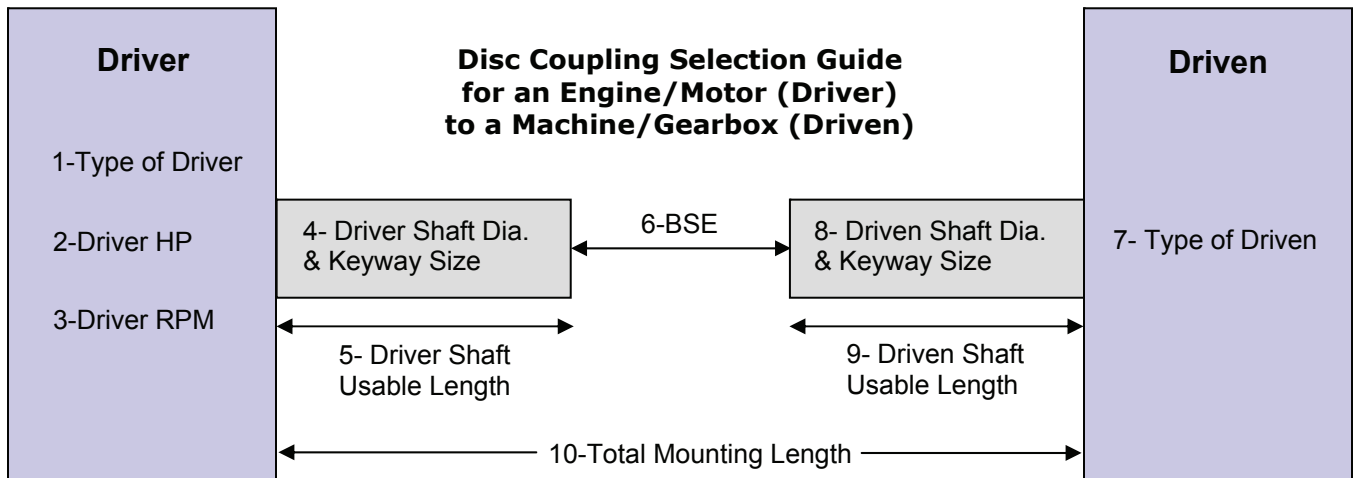 Driver
Disc Coupling Selection Guide
for an Engine/Motor (Driver)
to a Machine/Gearbox (Driven)
Driven
1-Type of Driver
2-Driver HP
3-Driver RPM
4- Driver Shaft Dia.
& Keyway Size
6-BSE
8- Driven Shaft Dia.
& Keyway Size
7- Type of Driven
5- Driver Shaft
Usable Length
9- Driven Shaft
Usable Length
10-Total Mounting Length